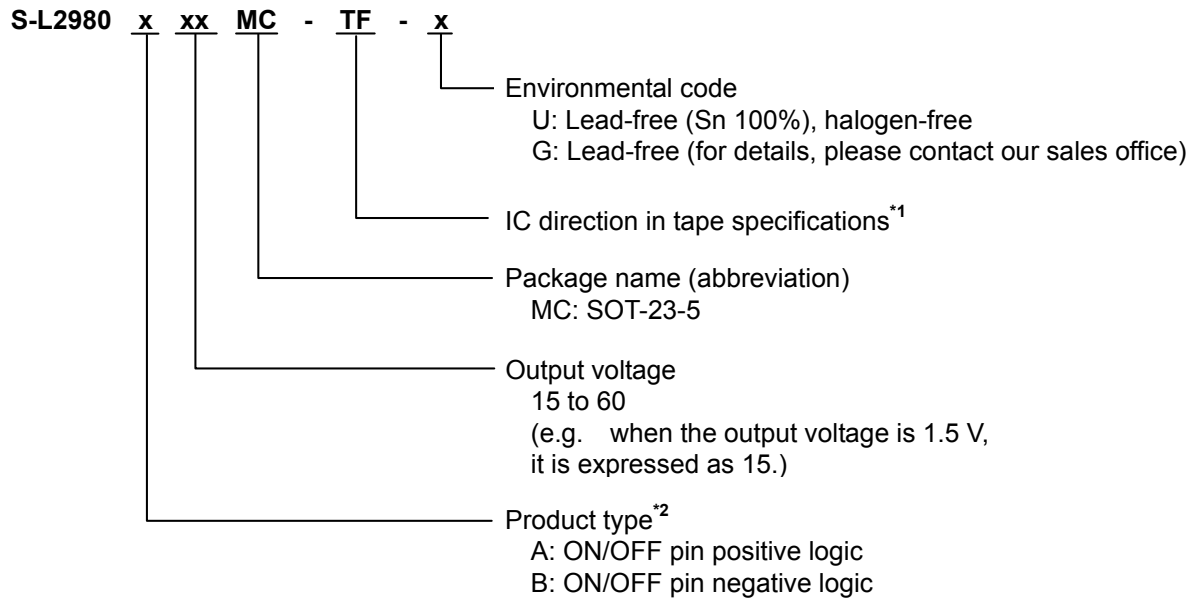 S-L2980 x xx MC - TF - x
Environmental code
U: Lead-free (Sn 100%), halogen-free
G: Lead-free (for details, please contact our sales office)
IC direction in tape specifications*1
Package name (abbreviation)
MC: SOT-23-5
Output voltage
15 to 60
(e.g. when the output voltage is 1.5 V,
it is expressed as 15.)
Product type*2
A: ON/OFF pin positive logic
B: ON/OFF pin negative logic